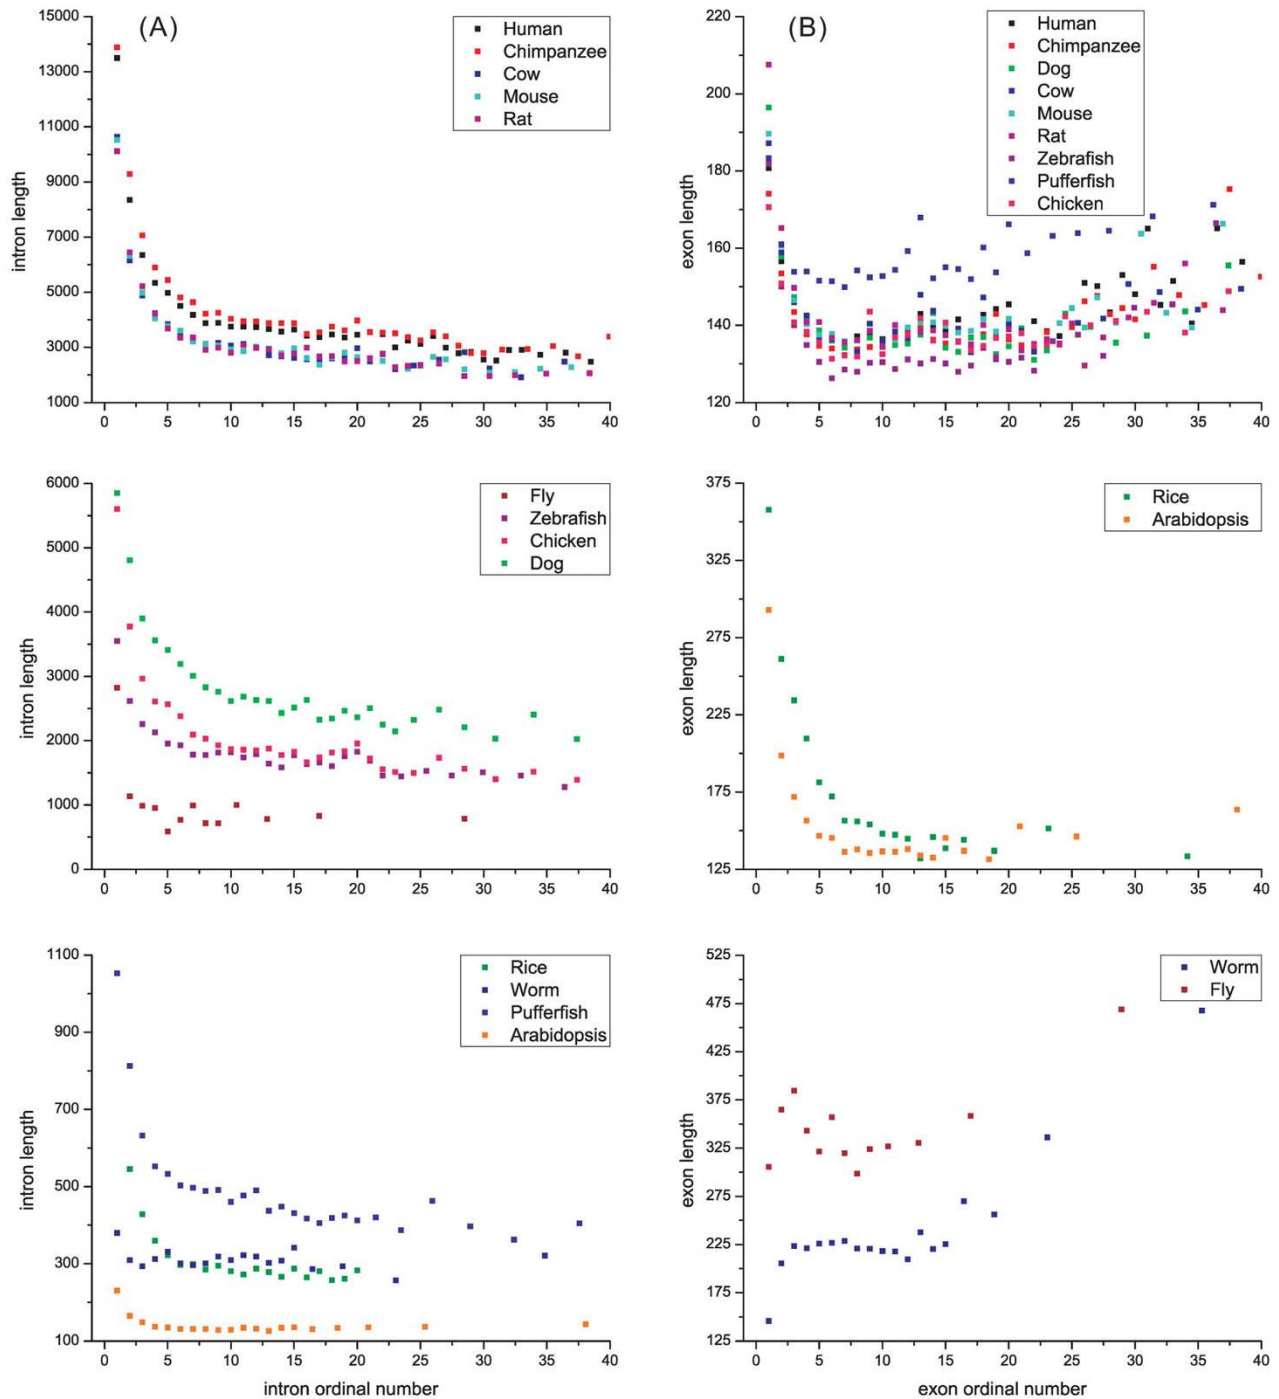 (A)
15000
13000
11000
9000
7000
5000
3000
1000
intron length
Human
Chimpanzee
Cow
Mouse
Rat
0 5 10 15 20 25 30 35 40
(B)
220
200
180
160
140
120
exon length
Human
Chimpanzee
Dog
Cow
Mouse
Rat
Zebrafish
Pufferfish
Chicken
0 5 10 15 20 25 30 35 40
6000
5000
4000
3000
2000
1000
0
intron length
Fly
Zebrafish
Chicken
Dog
0 5 10 15 20 25 30 35 40
375
325
275
225
175
125
exon length
Rice
Arabidopsis
0 5 10 15 20 25 30 35 40
1100
900
700
500
300
100
intron length
Rice
Worm
Pufferfish
Arabidopsis
0 5 10 15 20 25 30 35 40
intron ordinal number
525
475
425
375
325
275
225
175
125
exon length
Worm
Fly
0 5 10 15 20 25 30 35 40
exon ordinal number